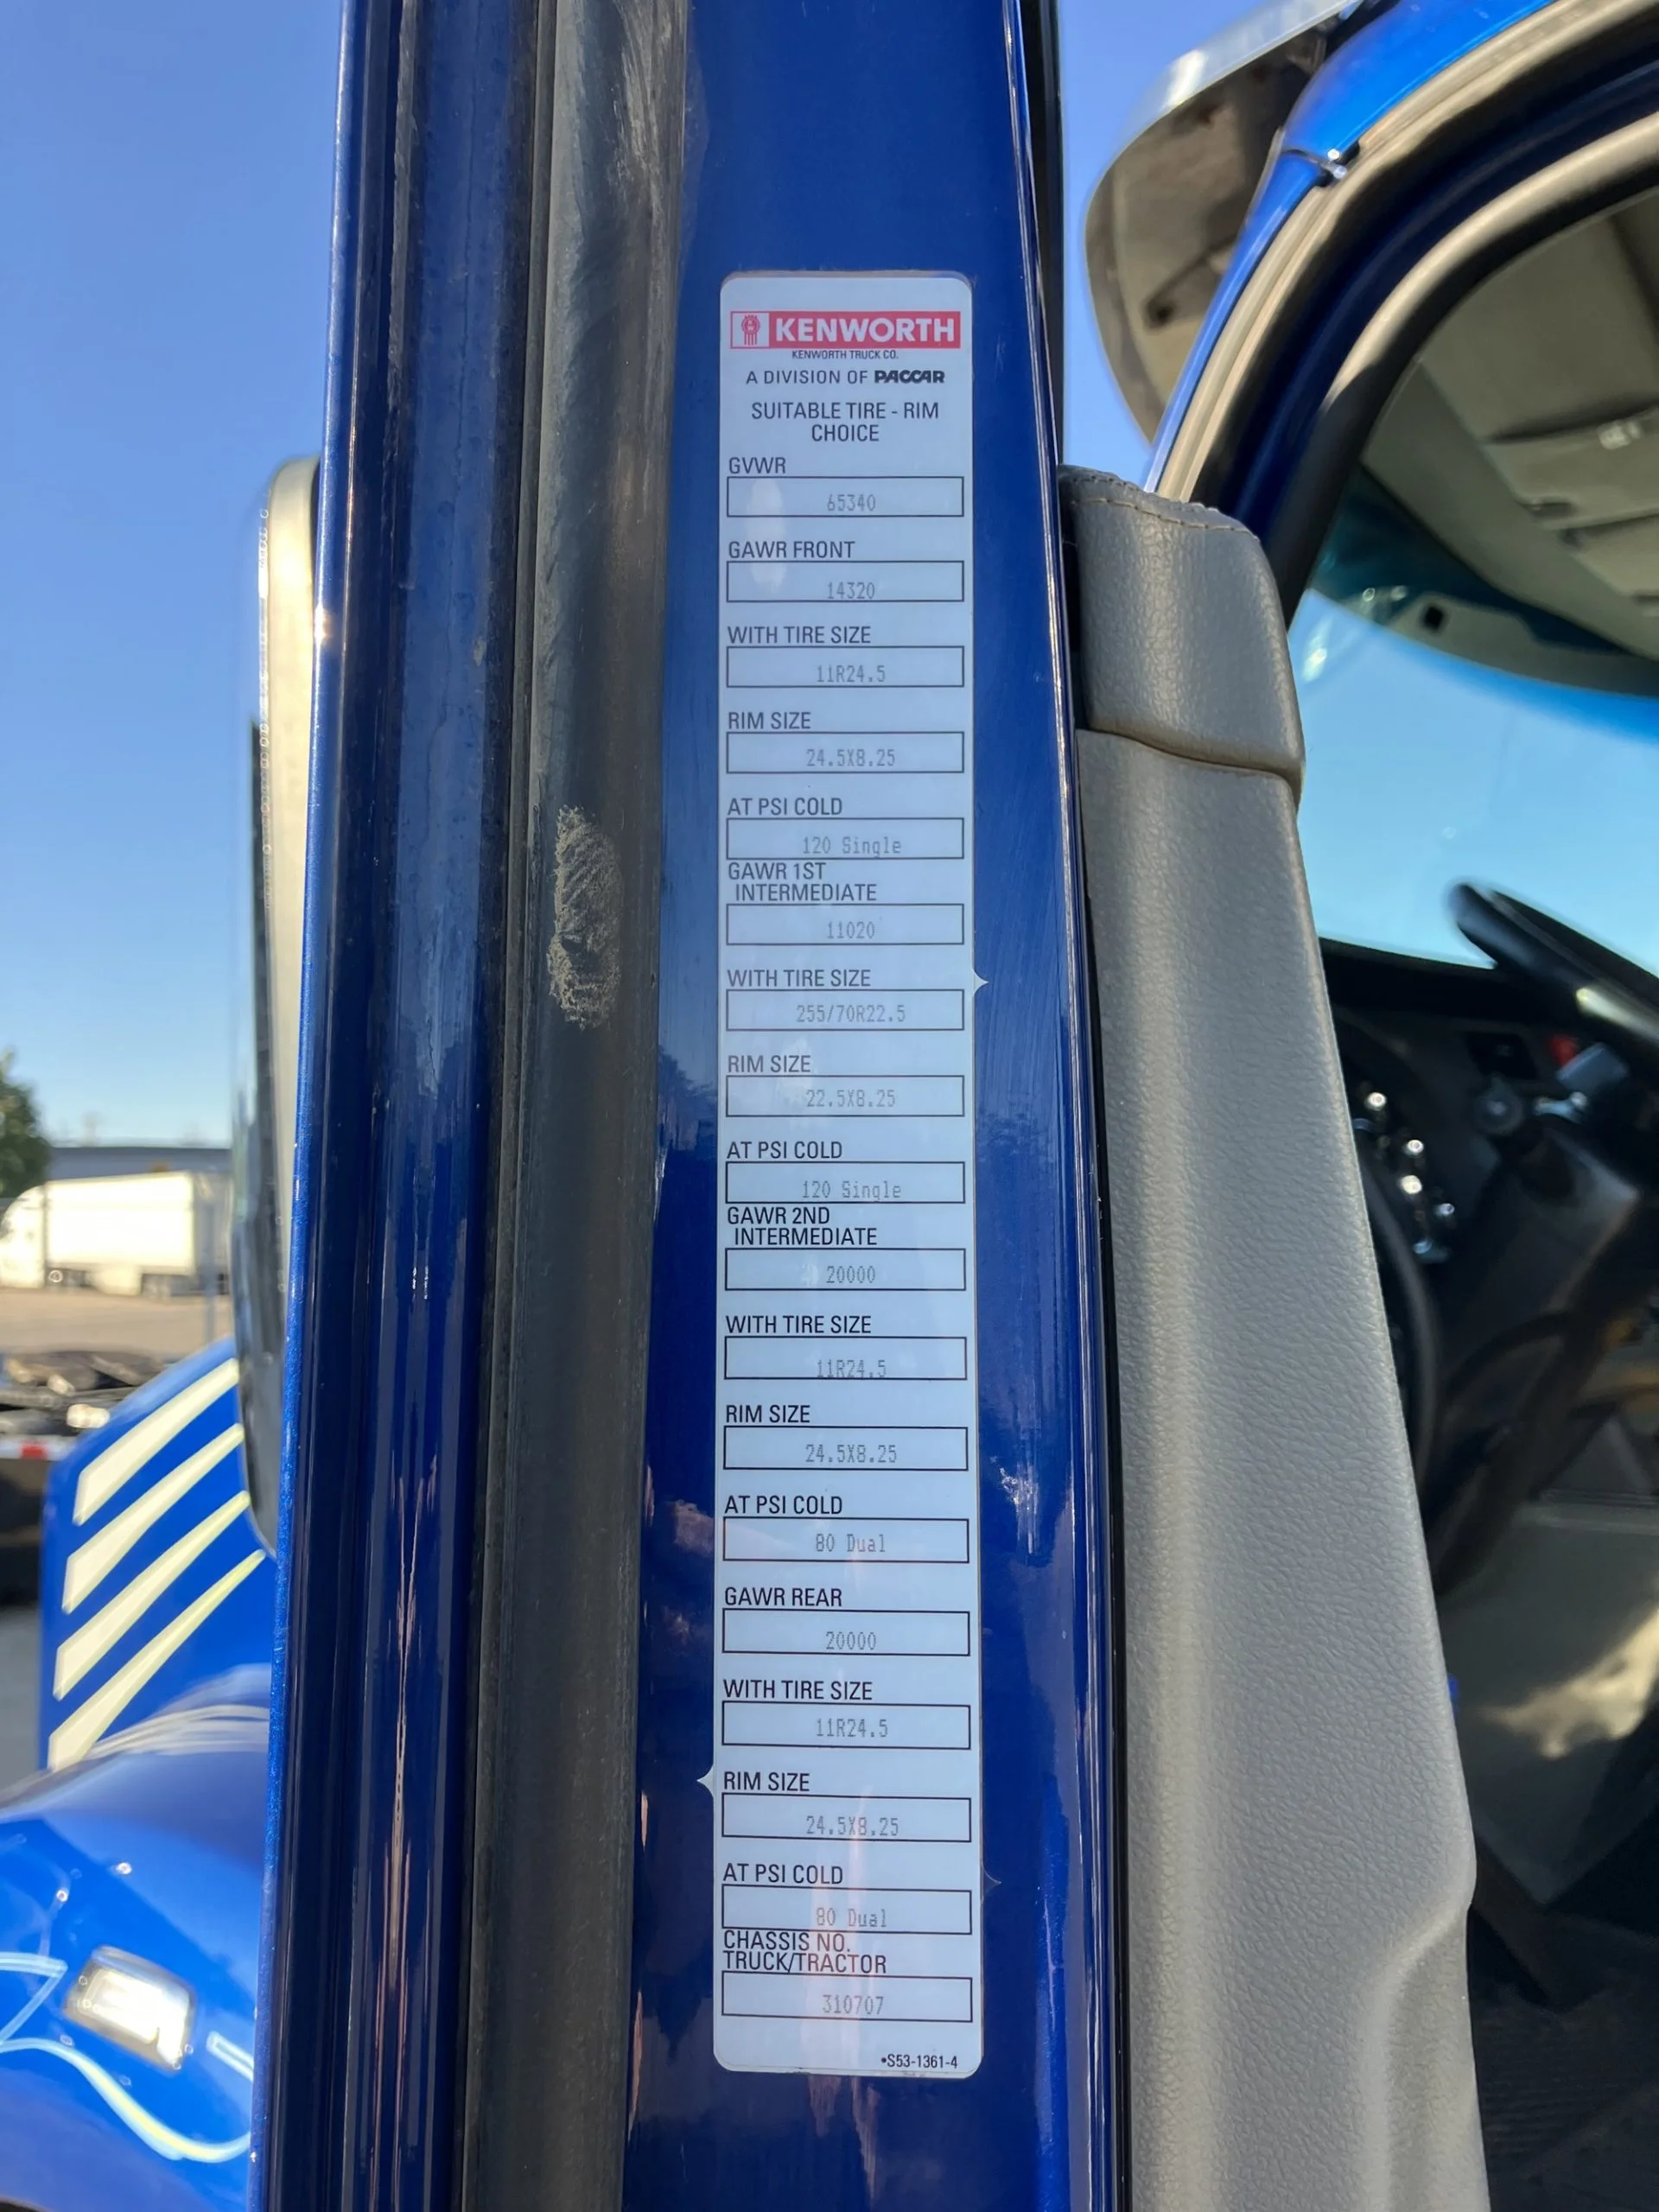 KENWORTH
KENWORTH TRUCK CO.
A DIVISION OF PACCAR
SUITABLE TIRE - RIM
CHOICE
GVWR
65340
GAWR FRONT
14320
WITH TIRE SIZE
11R24.5
RIM SIZE
24.5X8.25
AT PSI COLD
120 Single
GAWR 1ST
INTERMEDIATE
11020
WITH TIRE SIZE
255/70R22.5
RIM SIZE
22.5X8.25
AT PSI COLD
120 Single
GAWR 2ND
INTERMEDIATE
20000
WITH TIRE SIZE
11R24.5
RIM SIZE
24.5X8.25
AT PSI COLD
80 Dual
GAWR REAR
20000
WITH TIRE SIZE
11R24.5
RIM SIZE
24.5X8.25
AT PSI COLD
80 Dual
CHASSIS NO.
TRUCK/TRACTOR
310707
•S53-1361-4